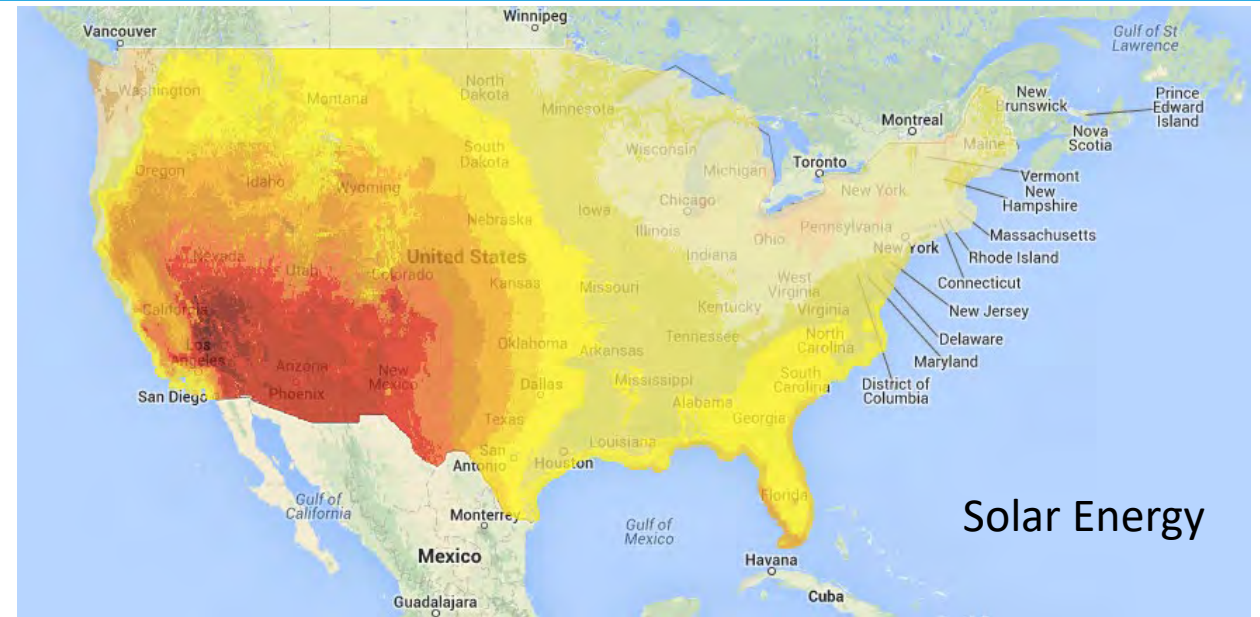 Winnipeg
Vancouver
Gulf of St
Lawrence
Washington
Montana
North
Dakota
Minnesota
New
Brunswick
Prince
Edward
Island
Montreal
Nova
Scotia
Maine
Oregon
Idaho
Wyoming
South
Dakota
Wisconsin
Michigan
Toronto
Vermont
New
Hampshire
New York
Chicago
Nebraska
Iowa
Illinois
Indiana
Ohio
Pennsylvania
New York
Massachusetts
Rhode Island
Connecticut
Nevada
Utah
Colorado
United States
Kansas
Missouri
West
Virginia
Kentucky
Virginia
New Jersey
California
Delaware
Maryland
Los
Angeles
Arizona
Phoenix
New
Mexico
Oklahoma
Arkansas
Tennessee
North
Carolina
South
Carolina
District of
Columbia
San Diego
Dallas
Texas
Mississippi
Alabama
Georgia
Louisiana
San
Antonio
Houston
Florida
Gulf of
California
Monterrey
Gulf of
Mexico
Solar Energy
Mexico
Havana
Cuba
Guadalajara